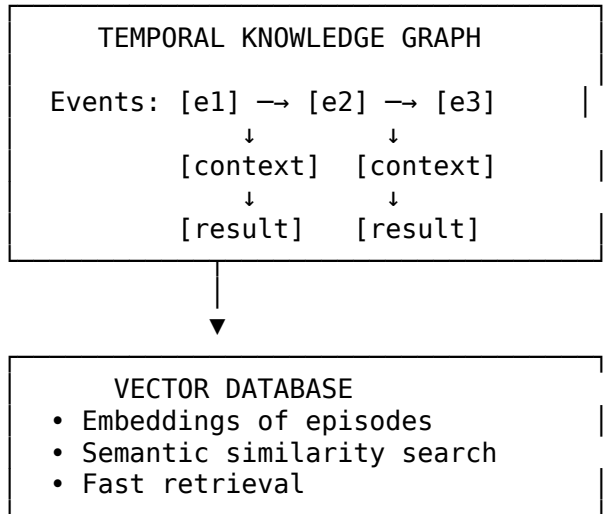 TEMPORAL KNOWLEDGE GRAPH
Events: [e1] ─→ [e2] ─→ [e3]
↓ ↓
[context] [context]
↓ ↓
[result] [result]
▼
VECTOR DATABASE
• Embeddings of episodes
• Semantic similarity search
• Fast retrieval